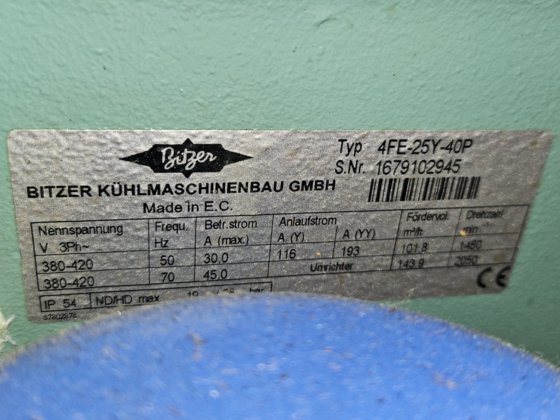 Bitzer
Typ 4FE-25Y-40P
S.Nr. 1679102945
BITZER KÜHLMASCHINENBAU GMBH
Made in E.C.
Nennspannung Frequ. Betr.strom Anlaufstrom Fördervol. Drehzahl
V 3Ph~ Hz A (max.) A (Y) A (YY) m³/h
380-420 50 30,0 116 193 101.8 1450
380-420 70 45,0 Umrichter 143.9 2050
IP 54 ND/HD max bar
CE